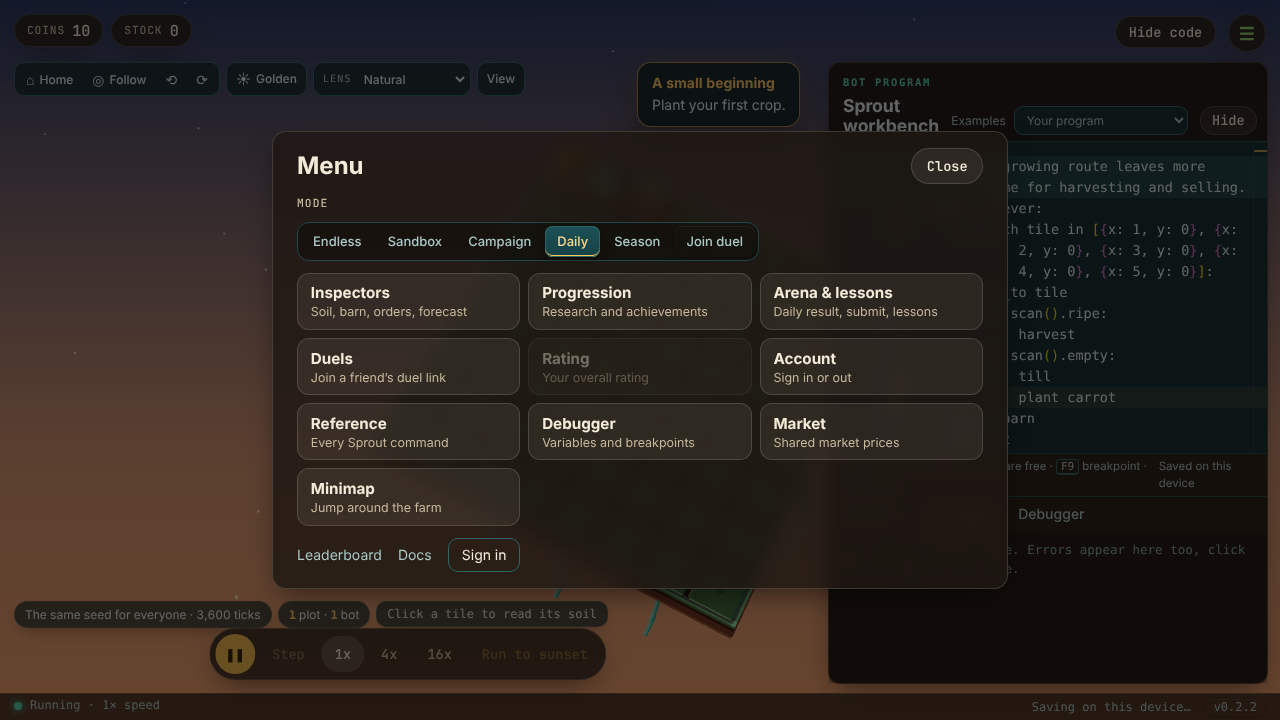 COINS 10
STOCK 0
Hide code
Home
Follow
Golden
LENS Natural
View
A small beginning
Plant your first crop.
BOT PROGRAM
Sprout
workbench
Examples
Your program
Hide
Menu
Close
MODE
Endless
Sandbox
Campaign
Daily
Season
Join duel
Inspectors
Soil, barn, orders, forecast
Progression
Research and achievements
Arena & lessons
Daily result, submit, lessons
Duels
Join a friend’s duel link
Rating
Your overall rating
Account
Sign in or out
Reference
Every Sprout command
Debugger
Variables and breakpoints
Market
Shared market prices
Minimap
Jump around the farm
Leaderboard
Docs
Sign in
growing route leaves more
for harvesting and selling.
tile in [{x: 1, y: 0}, {x:
2, y: 0}, {x: 3, y: 0}, {x:
4, y: 0}, {x: 5, y: 0}]:
to tile
scan().ripe:
harvest
scan().empty:
till
plant carrot
are free · F9 breakpoint ·
Saved on this
device
Debugger
Errors appear here too, click
The same seed for everyone · 3,600 ticks
1 plot · 1 bot
Click a tile to read its soil
Step
1x
4x
16x
Run to sunset
Running · 1× speed
Saving on this device…
v0.2.2